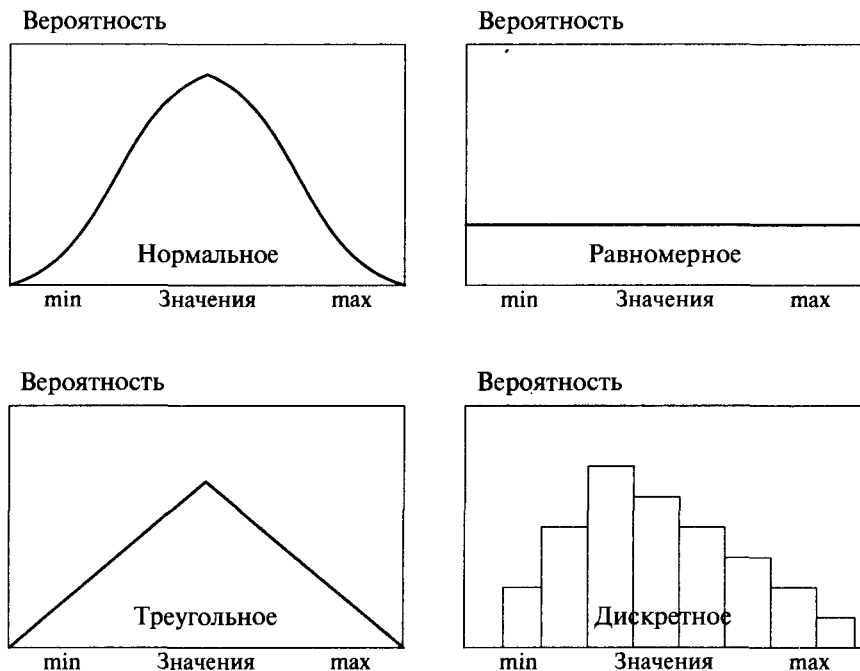 Вероятность
Нормальное
min Значения max
Вероятность
Равномерное
min Значения max
Вероятность
Треугольное
min Значения max
Вероятность
Дискретное
min Значения max